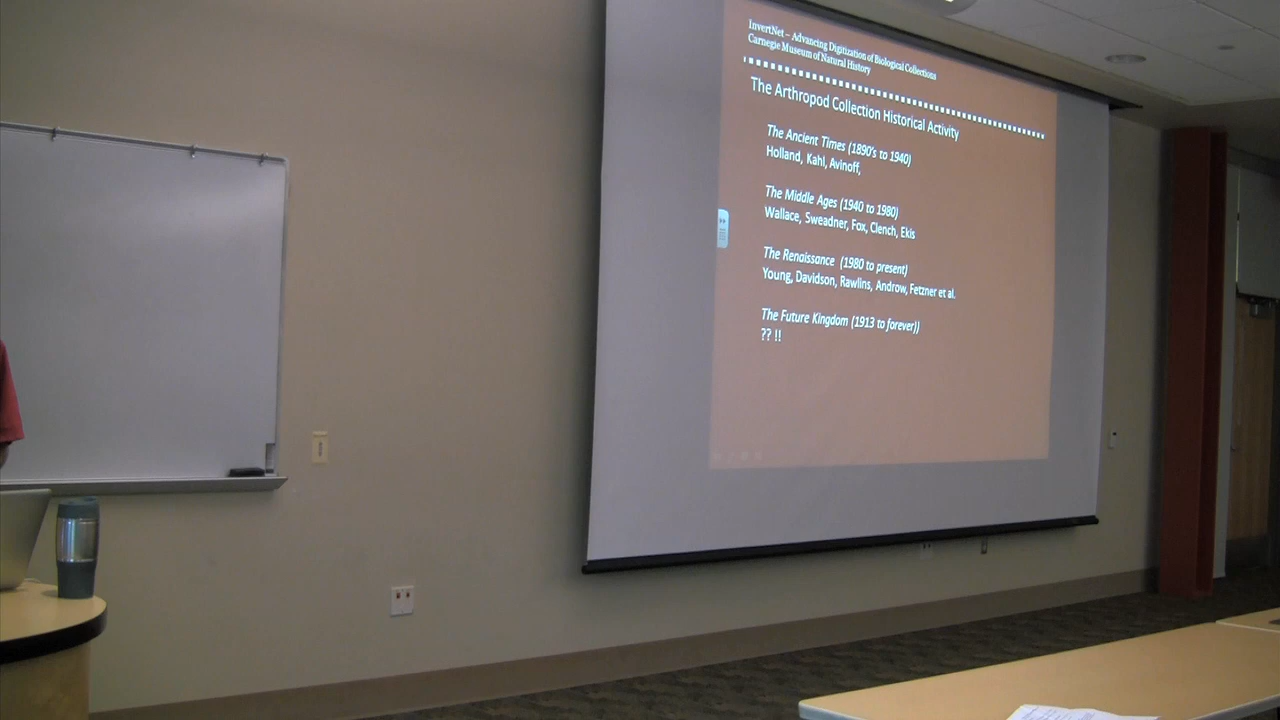 InvertNet – Advancing Digitization of Biological Collections
Carnegie Museum of Natural History
The Arthropod Collection Historical Activity
The Ancient Times (1890's to 1940)
Holland, Kahl, Avinoff,
The Middle Ages (1940 to 1980)
Wallace, Sweadner, Fox, Clench, Ekis
The Renaissance (1980 to present)
Young, Davidson, Rawlins, Androw, Fetzner et al.
The Future Kingdom (1913 to forever))
?? !!